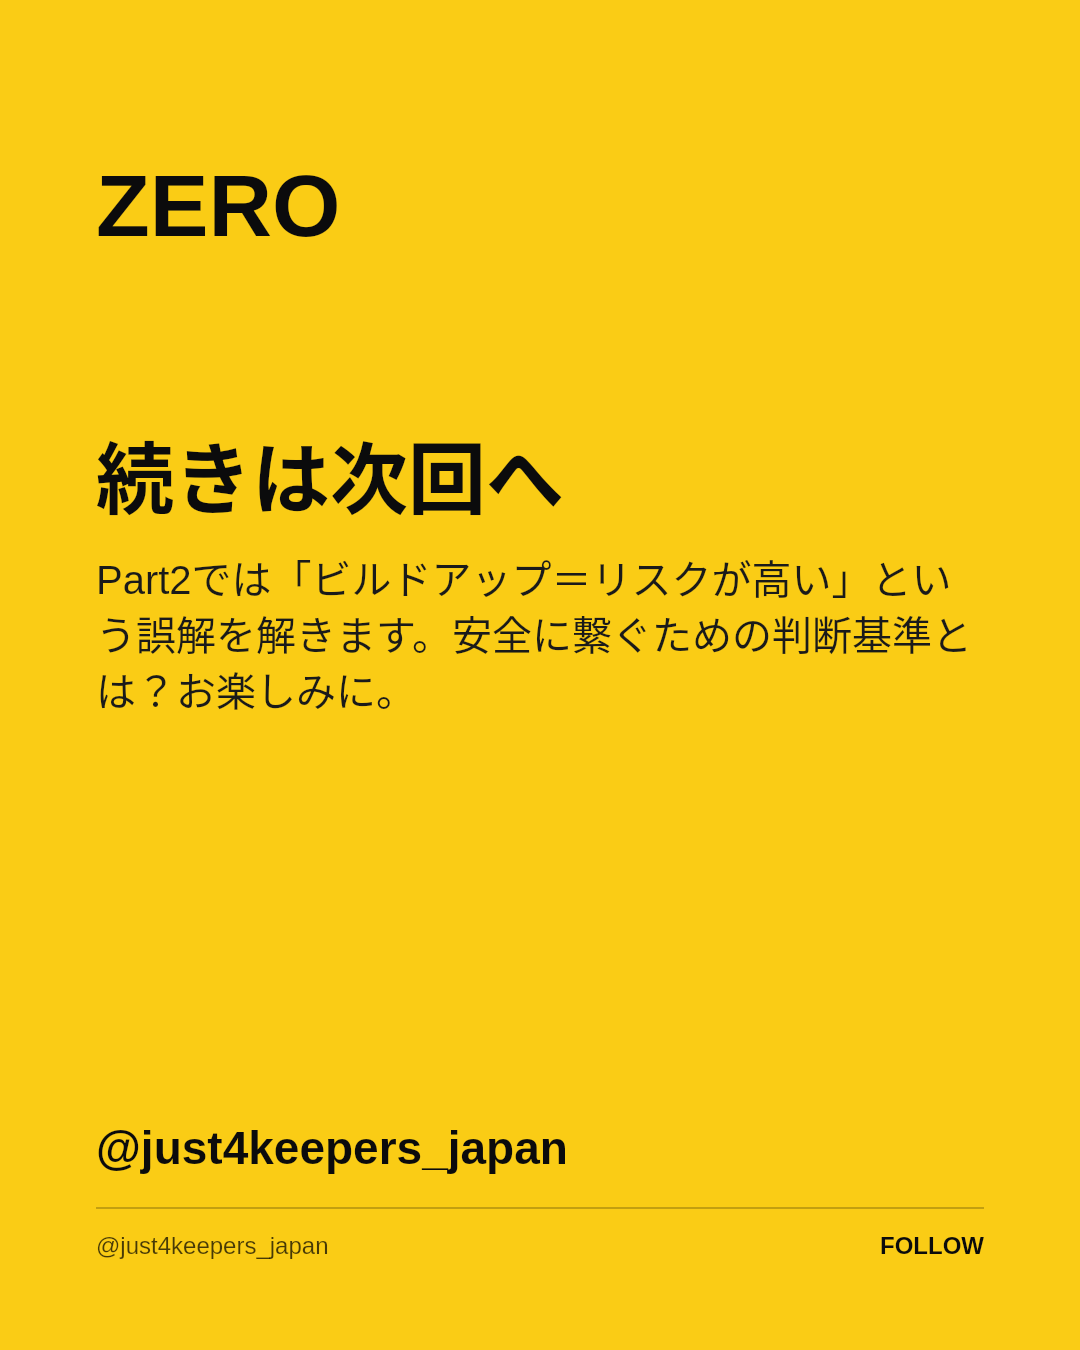 ZERO
続きは次回へ
Part2では「ビルドアップ＝リスクが高い」とい
う誤解を解きます。安全に繋ぐための判断基準と
は？お楽しみに。
@just4keepers_japan
@just4keepers_japan
FOLLOW